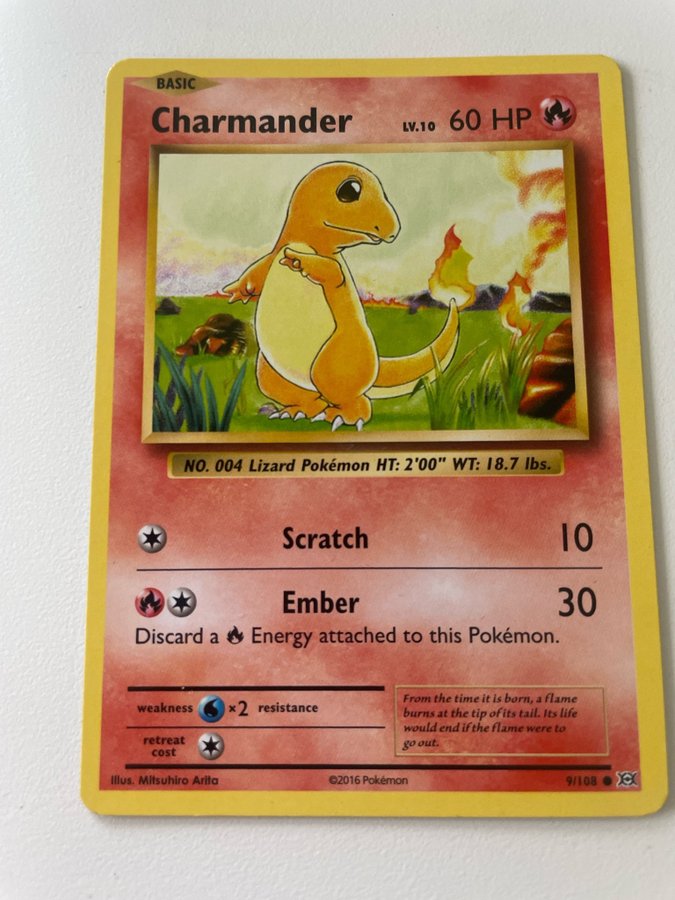 BASIC
Charmander LV.10 60 HP
NO. 004 Lizard Pokémon HT: 2'00" WT: 18.7 lbs.
Scratch 10
Ember 30
Discard a Energy attached to this Pokémon.
weakness ×2 resistance
retreat
cost
From the time it is born, a flame
burns at the tip of its tail. Its life
would end if the flame were to
go out.
Illus. Mitsuhiro Arita ©2016 Pokémon 9/108